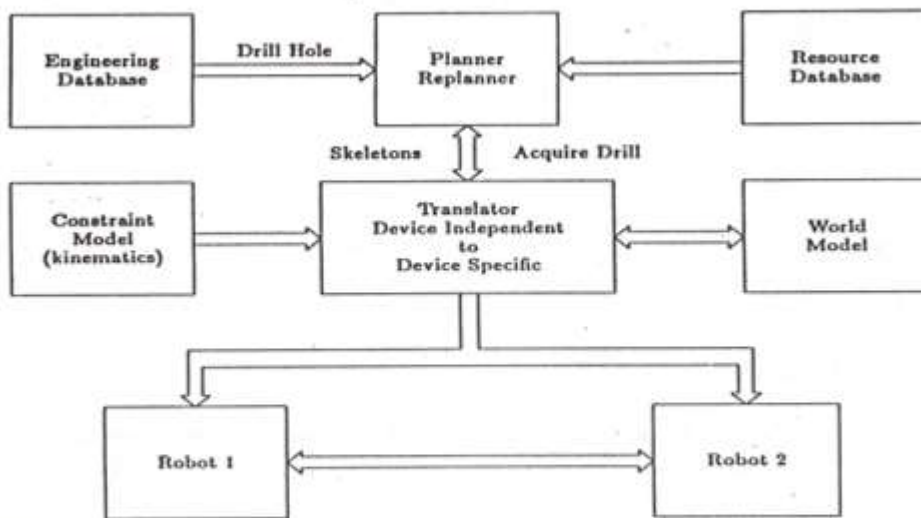 Engineering
Database
Drill Hole
Planner
Replanner
Resource
Database
Skeletons
Acquire Drill
Constraint
Model
(kinematics)
Translator
Device Independent
to
Device Specific
World
Model
Robot 1
Robot 2